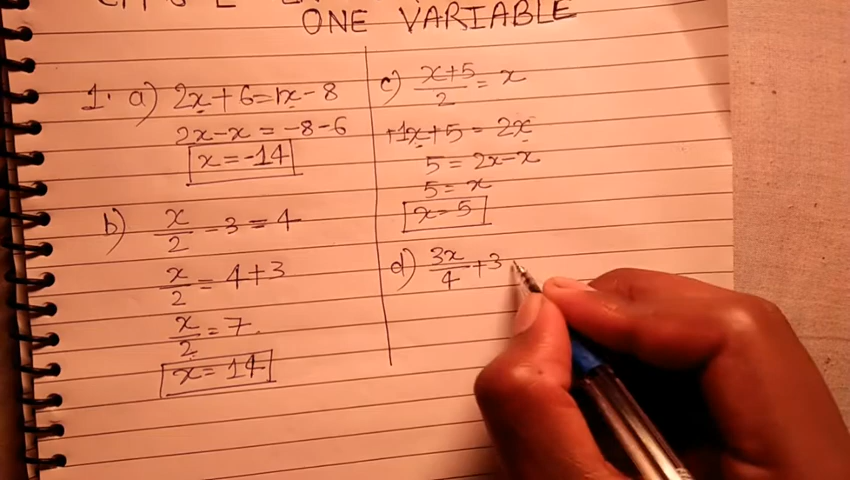 ONE VARIABLE
1. a) 2x + 6 = 1x - 8
2x - x = -8 - 6
x = -14
b) x/2 - 3 = 4
x/2 = 4 + 3
x/2 = 7
x = 14
c) x+5/2 = x
+1x + 5 = 2x
5 = 2x - x
5 = x
x = 5
d) 3x/4 + 3